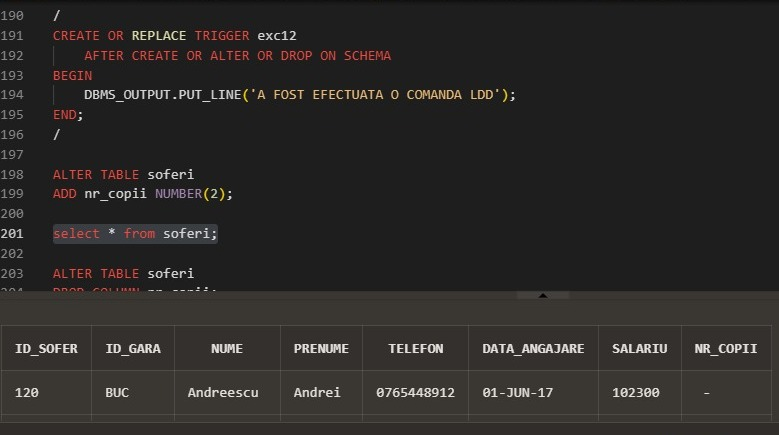 190 /
191 CREATE OR REPLACE TRIGGER exc12
192 AFTER CREATE OR ALTER OR DROP ON SCHEMA
193 BEGIN
194 DBMS_OUTPUT.PUT_LINE('A FOST EFECTUATA O COMANDA LDD');
195 END;
196 /
197
198 ALTER TABLE soferi
199 ADD nr_copii NUMBER(2);
200
201 select * from soferi;
202
203 ALTER TABLE soferi
204 DROP COLUMN nr_copii;
ID_SOFER ID_GARA NUME PRENUME TELEFON DATA_ANGAJARE SALARIU NR_COPII
120 BUC Andreescu Andrei 0765448912 01-JUN-17 102300 -